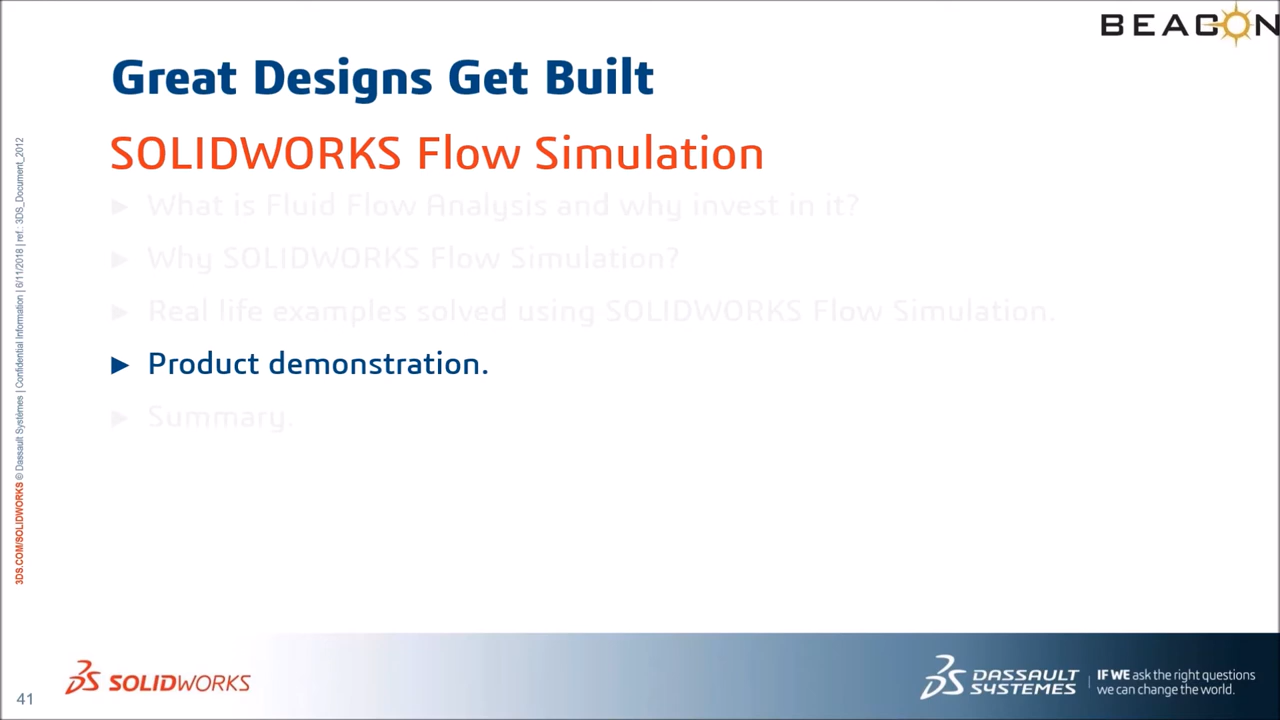 BEACON
Great Designs Get Built
SOLIDWORKS Flow Simulation
► What is Fluid Flow Analysis and why invest in it?
► Why SOLIDWORKS Flow Simulation?
► Real life examples solved using SOLIDWORKS Flow Simulation.
► Product demonstration.
► Summary.
3DS.COM/SOLIDWORKS © Dassault Systèmes | Confidential Information | 6/11/2018 | ref.: 3DS_Document_2012
41
SOLIDWORKS
DASSAULT SYSTEMES
IF WE ask the right questions
we can change the world.